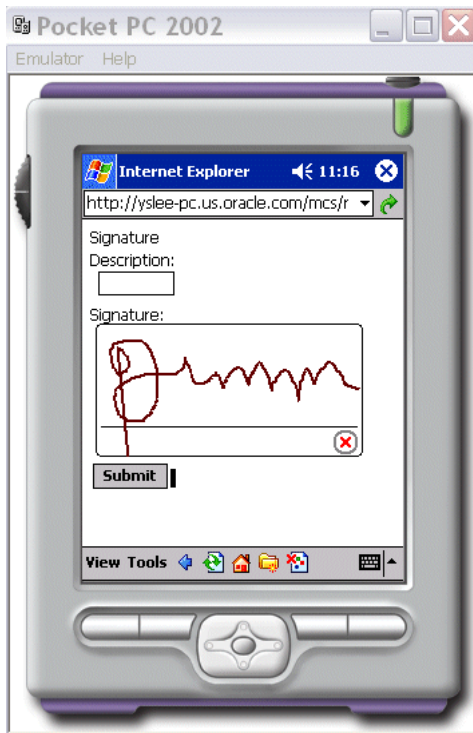 Pocket PC 2002
Emulator Help
Internet Explorer 11:16
http://yslee-pc.us.oracle.com/mcs/r
Signature
Description:
Signature:
Submit
View Tools